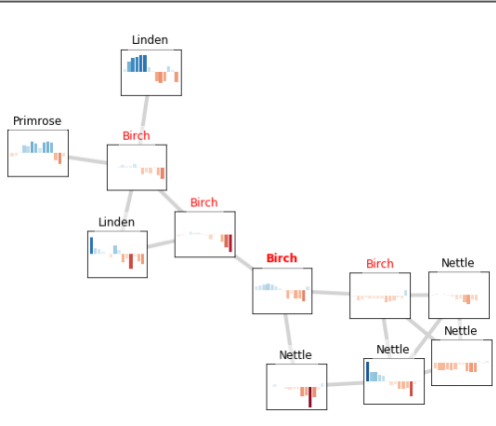 Linden
Primrose
Birch
Birch
Linden
Birch
Birch
Nettle
Nettle
Nettle
Nettle